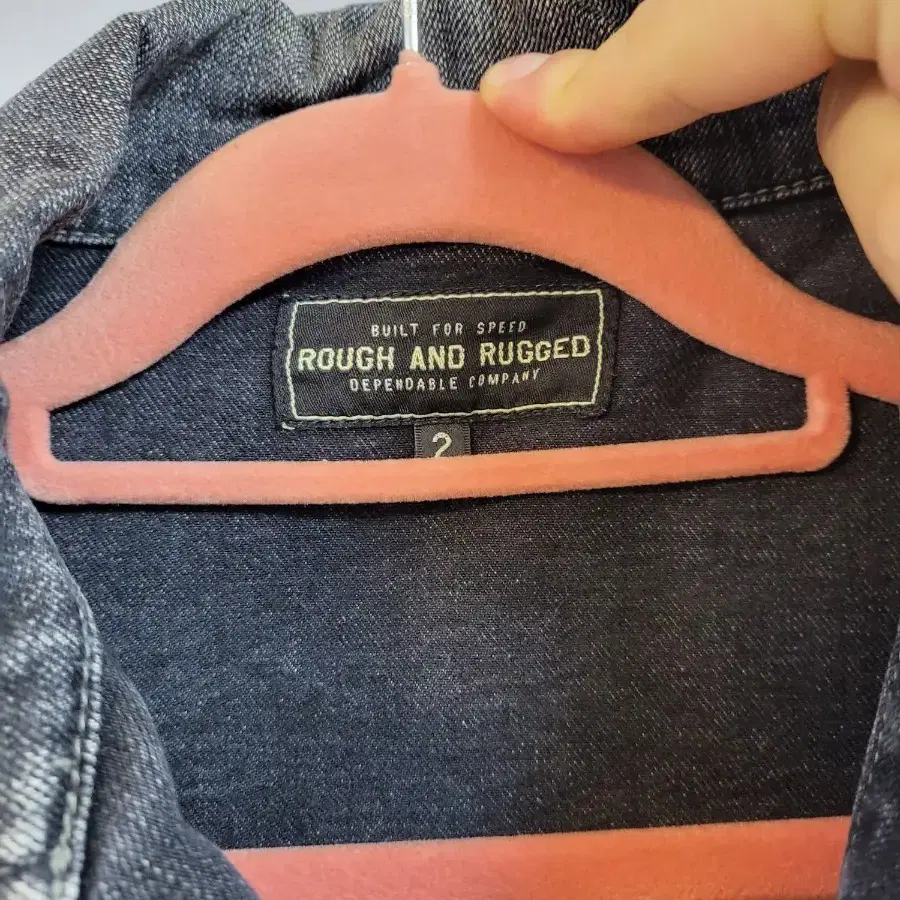 BUILT FOR SPEED
ROUGH AND RUGGED
DEPENDABLE COMPANY
2